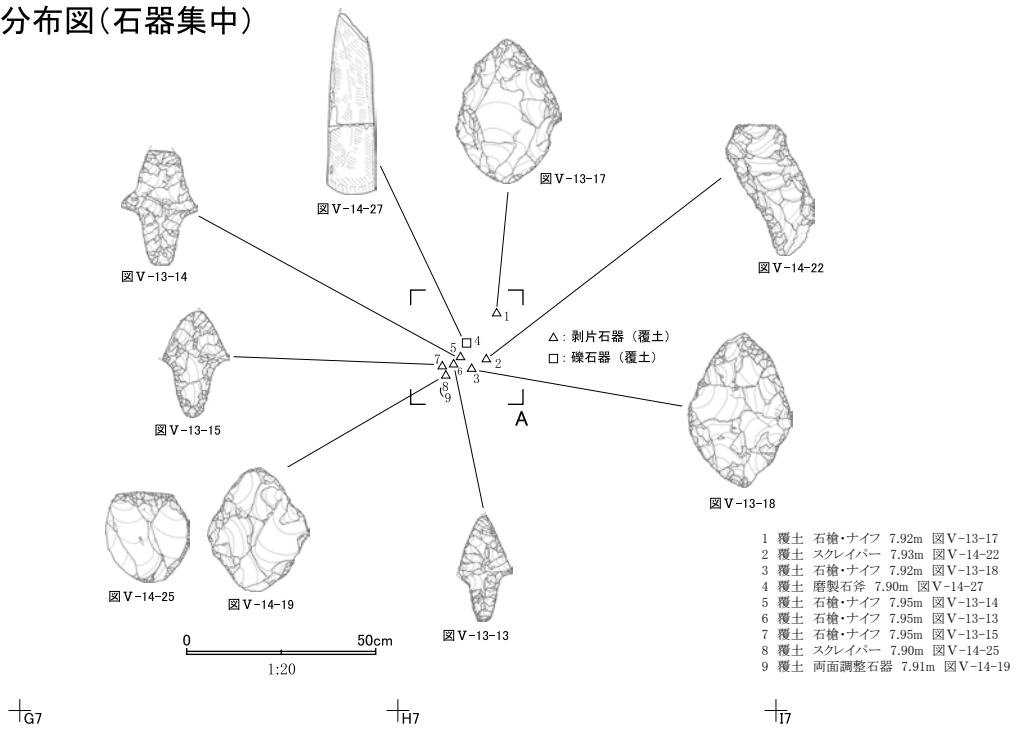 分布図（石器集中）
図Ⅴ-14-27
図Ⅴ-13-17
図Ⅴ-14-22
図Ⅴ-13-14
1
△：剥片石器（覆土）
□：礫石器（覆土）
4
5
2
7
6
3
8
9
A
図Ⅴ-13-15
図Ⅴ-13-18
図Ⅴ-14-25
図Ⅴ-14-19
図Ⅴ-13-13
1 覆土 石槍・ナイフ 7.92m 図Ⅴ-13-17
2 覆土 スクレイパー 7.93m 図Ⅴ-14-22
3 覆土 石槍・ナイフ 7.92m 図Ⅴ-13-18
4 覆土 磨製石斧 7.90m 図Ⅴ-14-27
5 覆土 石槍・ナイフ 7.95m 図Ⅴ-13-14
6 覆土 石槍・ナイフ 7.95m 図Ⅴ-13-13
7 覆土 石槍・ナイフ 7.95m 図Ⅴ-13-15
8 覆土 スクレイパー 7.90m 図Ⅴ-14-25
9 覆土 両面調整石器 7.91m 図Ⅴ-14-19
0 50cm
1:20
G7 H7 I7